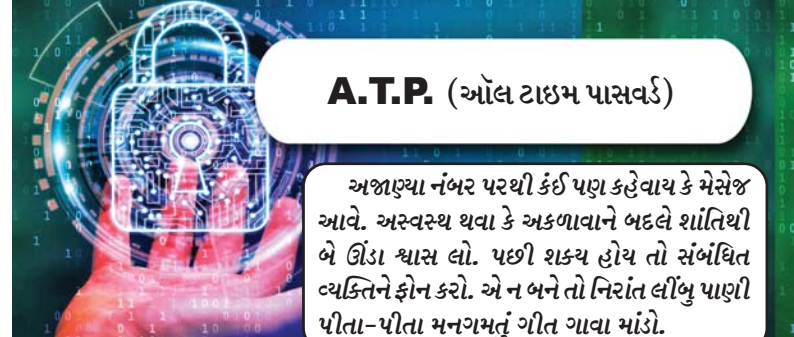 A.T.P. (ઑલ ટાઇમ પાસવર્ડ)
અજાણ્યા નંબર પરથી કંઈ પણ કહેવાય કે મેસેજ
આવે. અસ્વસ્થ થવા કે અકળાવાને બદલે શાંતિથી
બે ઊંડા શ્વાસ લો. પછી શક્ય હોય તો સંબંધિત
વ્યક્તિને ફોન કરો. એ ન બને તો નિરાંત લીંબુ પાણી
પીતા-પીતા મનગમતું ગીત ગાવા માંડો.